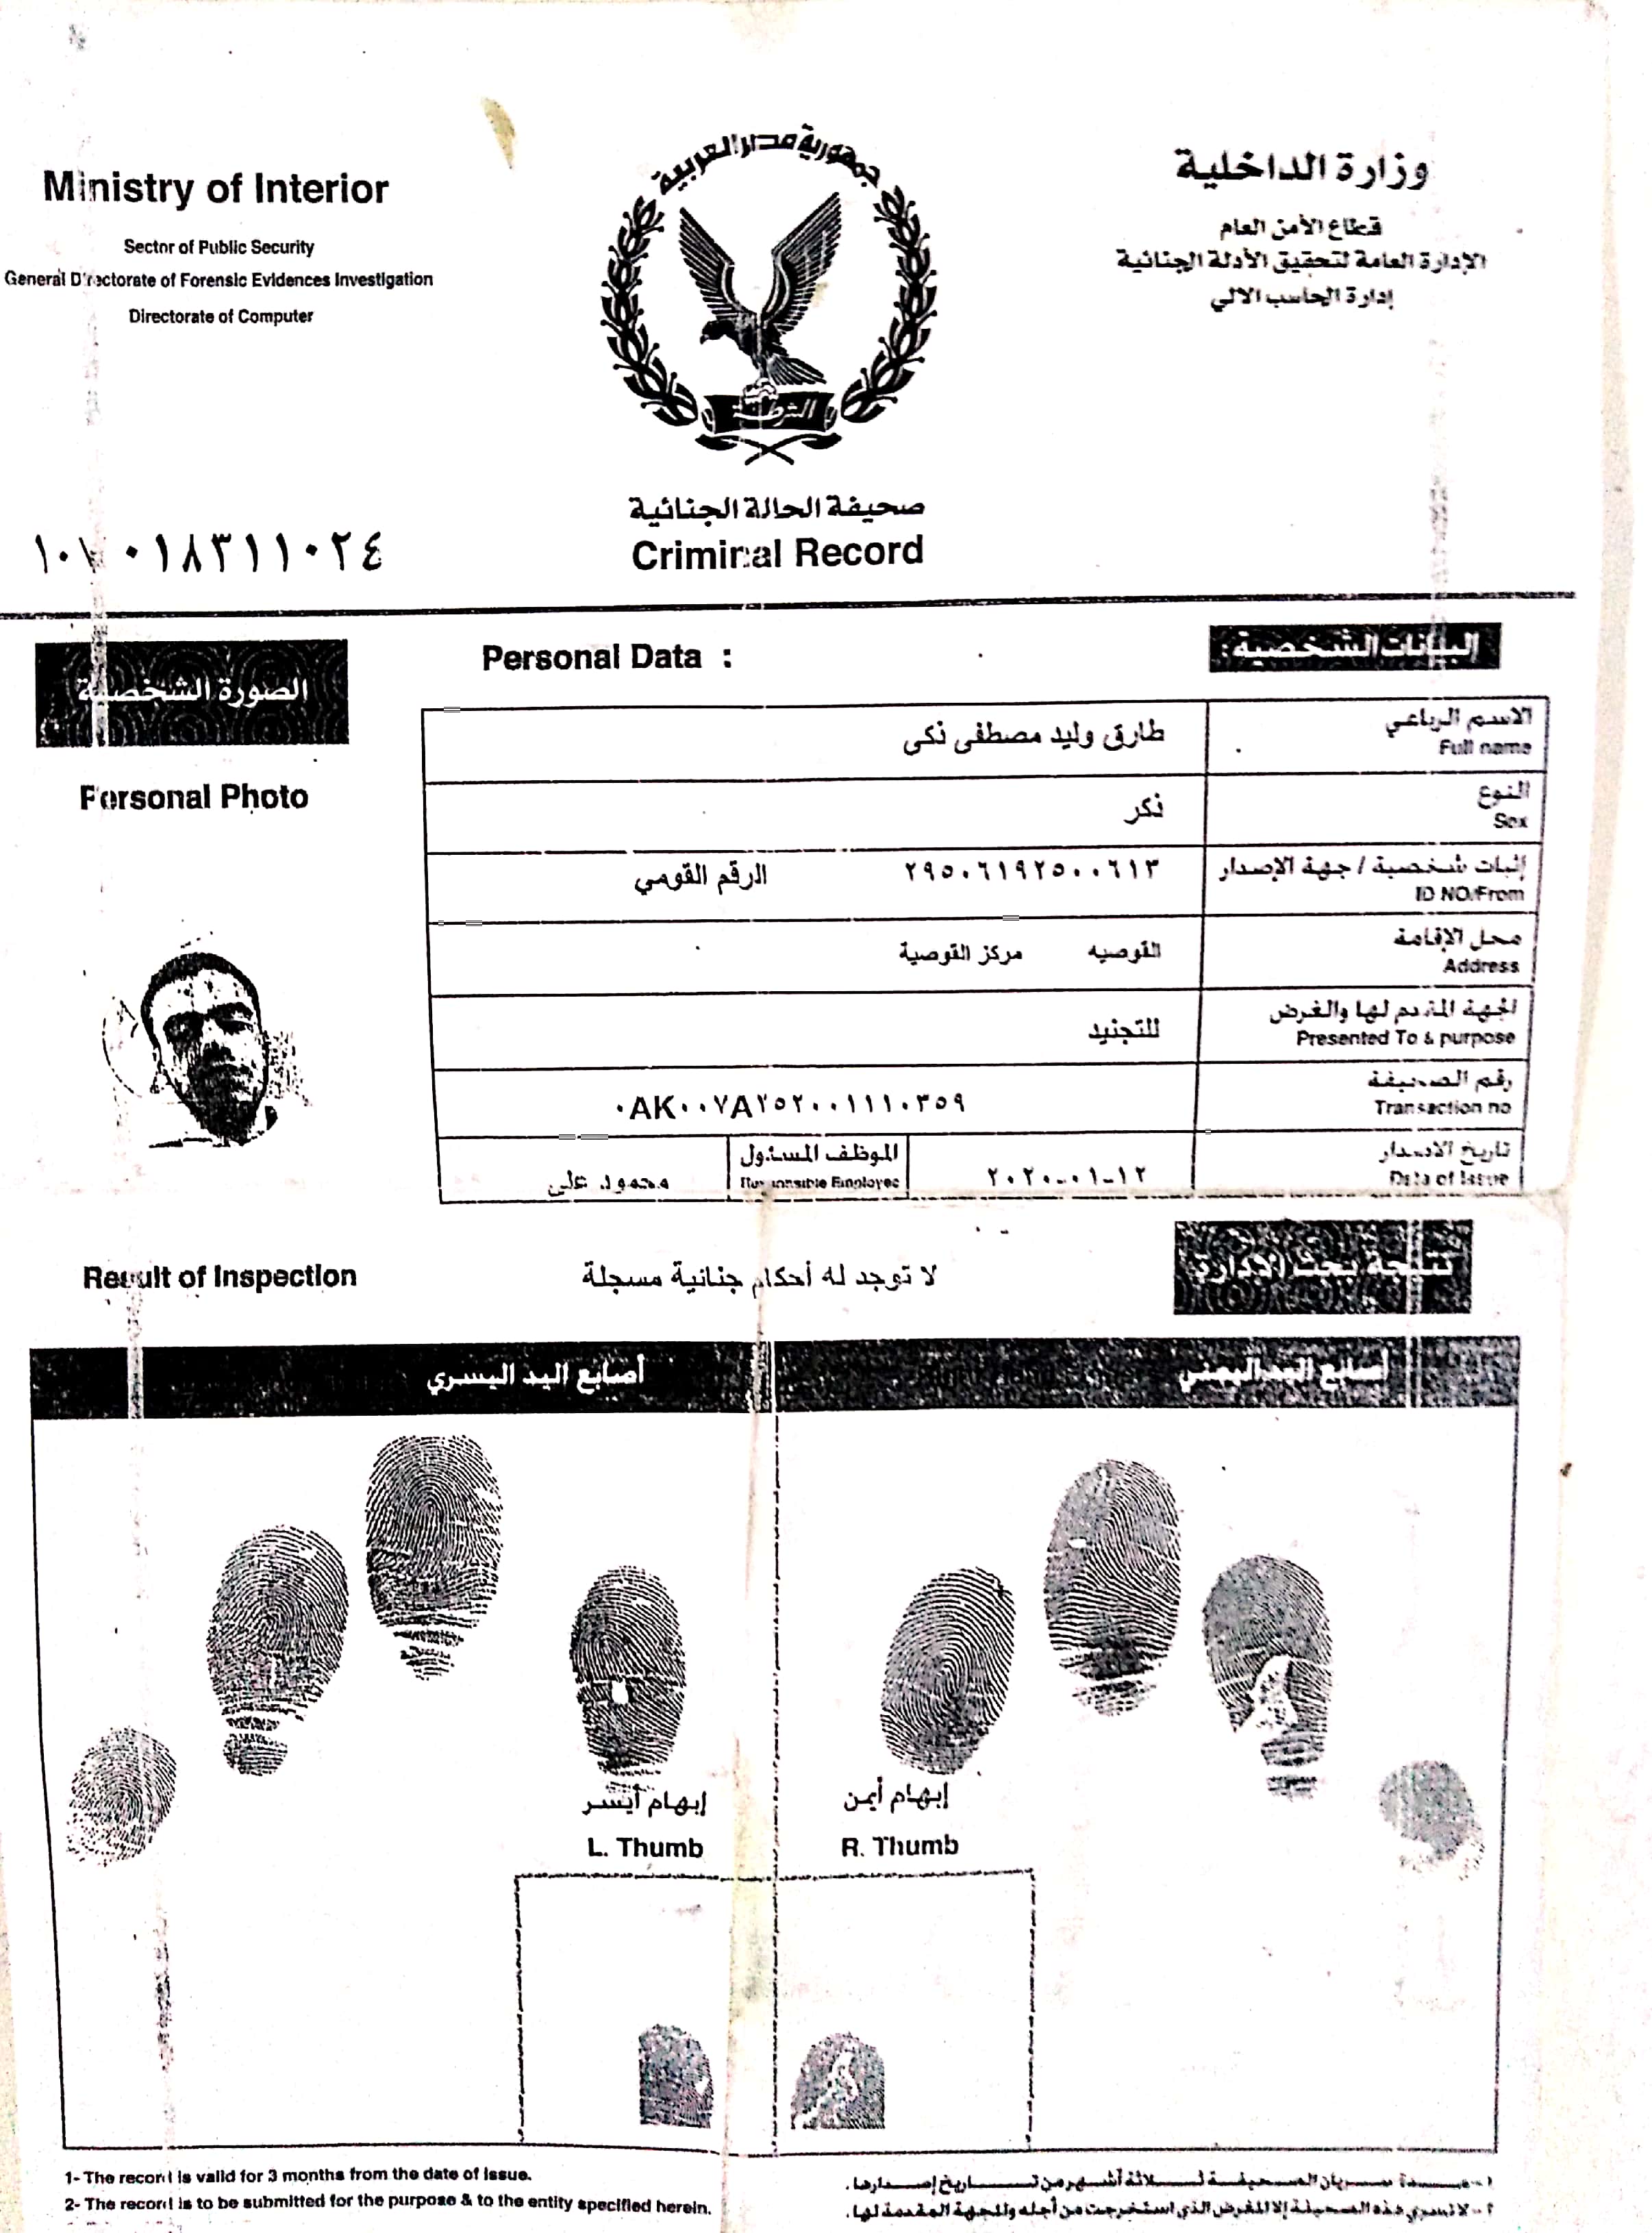 Ministry of Interior
Sector of Public Security
General Directorate of Forensic Evidences Investigation
Directorate of Computer
جمهورية مصر العربية
الشرطة
وزارة الداخلية
قطاع الأمن العام
الإدارة العامة لتحقيق الأدلة الجنائية
إدارة الحاسب الالي
صحيفة الحالة الجنائية
Criminal Record
٠١٨٣١١٠٢٤
الصورة الشخصية
Personal Photo
Personal Data :
البيانات الشخصية :
الاسم الرباعي
Full name
طارق وليد مصطفى زكى
النوع
Sex
ذكر
إثبات شخصية / جهة الإصدار
ID NO/From
٢٩٥٠٦١٩٢٥٠٠٦١٣ الرقم القومي
محل الإقامة
Address
القوصيه مركز القوصية
الجهة المقدم لها والغرض
Presented To & purpose
للتجنيد
رقم الصحيفة
Transaction no
٠AK٠٠٧A٢٥٢٠٠١١١٠٣٥٩
تاريخ الاصدار
Data of Issue
٢٠٢٠-٠١-١٢
الموظف المسئول
Responsible Employee
محمود على
Result of Inspection
لا توجد له أحكام جنائية مسجلة
نتيجة بحث إداري
أصابع اليد اليمني
أصابع اليد اليسري
إبهام أيمن
R. Thumb
إبهام أيسر
L. Thumb
1- The record is valid for 3 months from the date of issue.
2- The record is to be submitted for the purpose & to the entity specified herein.
١- مدة سريان الصحيفة ثلاثة أشهر من تاريخ إصدارها.
٢- لا تسري هذه الصحيفة إلا للغرض الذي استخرجت من أجله وللجهة المقدمة لها.